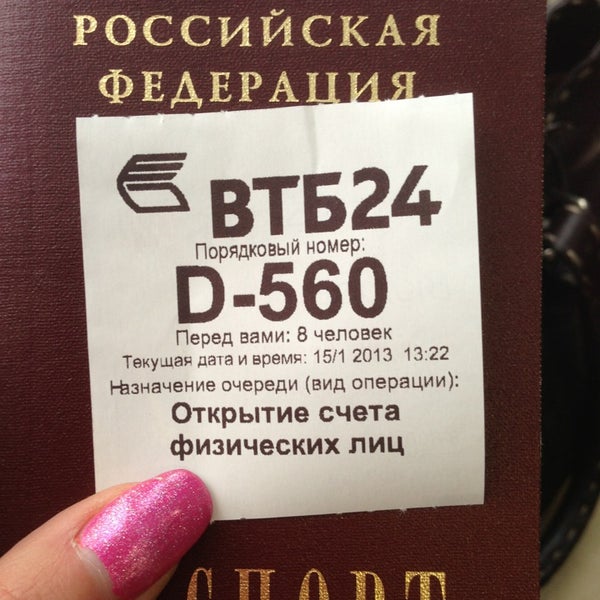 РОССИЙСКАЯ
ФЕДЕРАЦИЯ
ВТБ24
Порядковый номер:
D-560
Перед вами: 8 человек
Текущая дата и время: 15/1 2013 13:22
Назначение очереди (вид операции):
Открытие счета
физических лиц